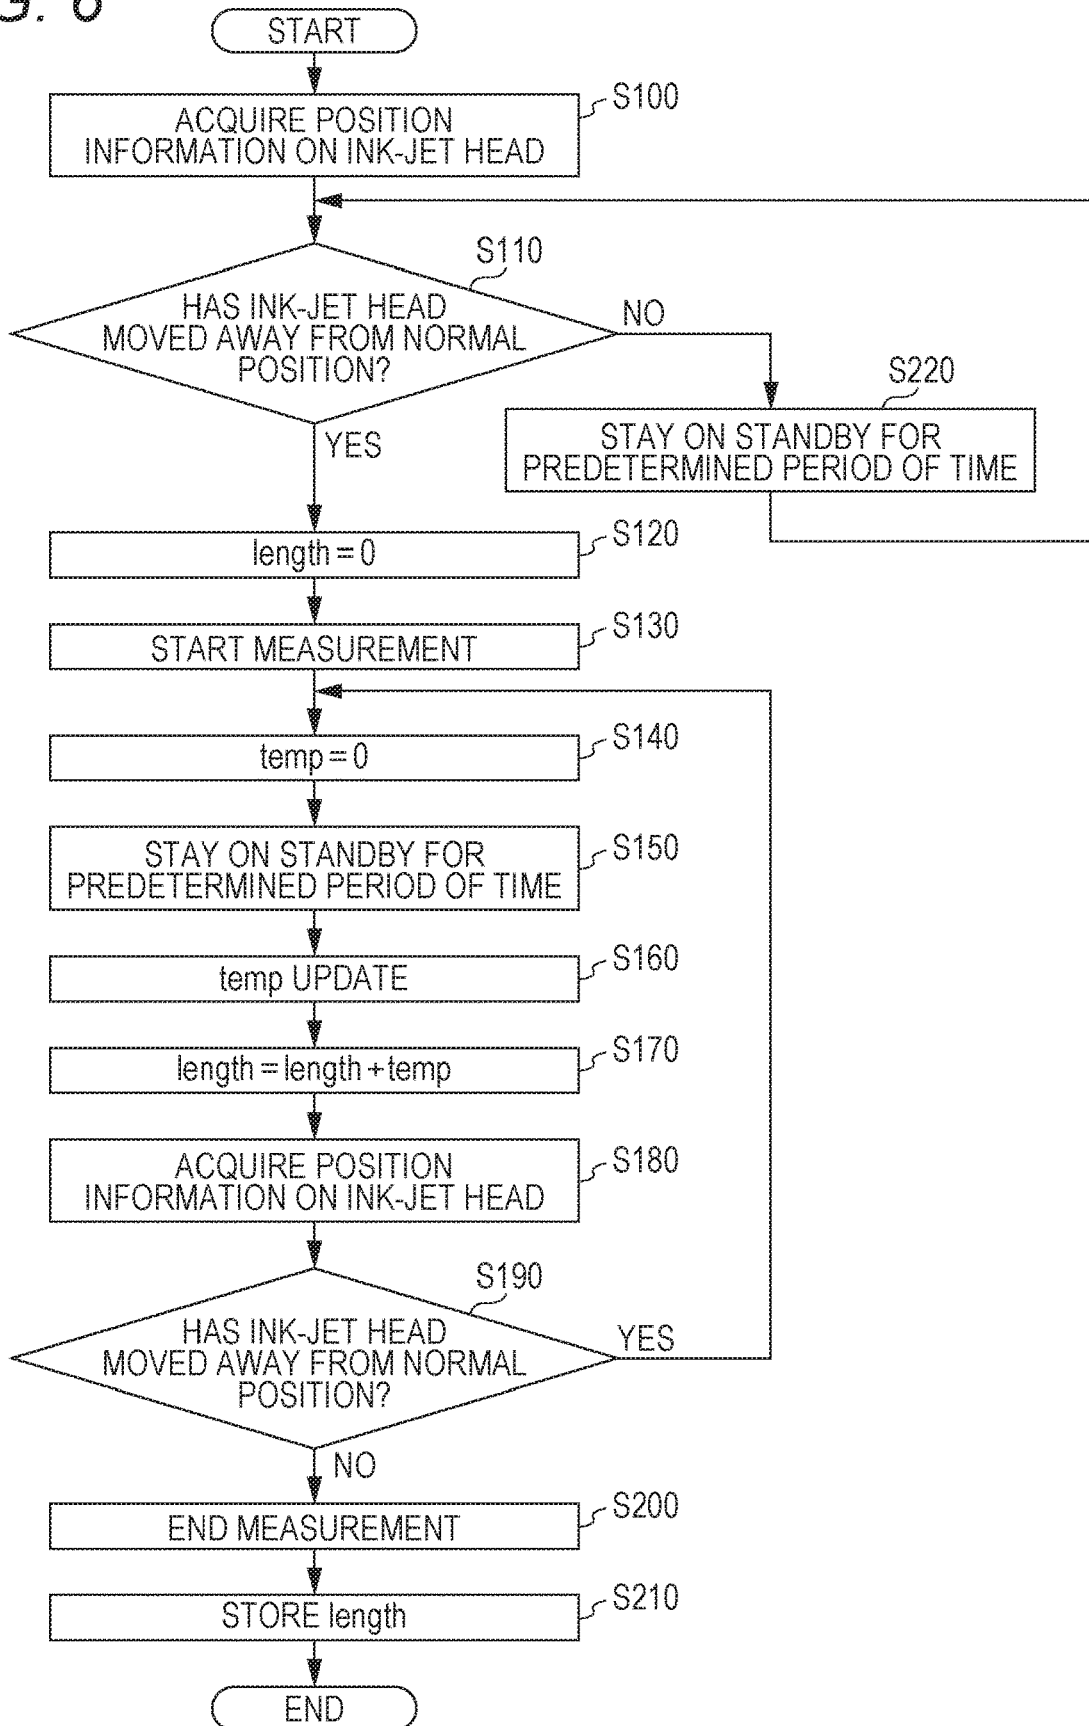 G. 6
START
S100
ACQUIRE POSITION
INFORMATION ON INK-JET HEAD
S110
HAS INK-JET HEAD
MOVED AWAY FROM NORMAL
POSITION?
NO
S220
STAY ON STANDBY FOR
PREDETERMINED PERIOD OF TIME
YES
S120
length = 0
S130
START MEASUREMENT
S140
temp = 0
S150
STAY ON STANDBY FOR
PREDETERMINED PERIOD OF TIME
S160
temp UPDATE
S170
length = length + temp
S180
ACQUIRE POSITION
INFORMATION ON INK-JET HEAD
S190
HAS INK-JET HEAD
MOVED AWAY FROM NORMAL
POSITION?
YES
NO
S200
END MEASUREMENT
S210
STORE length
END